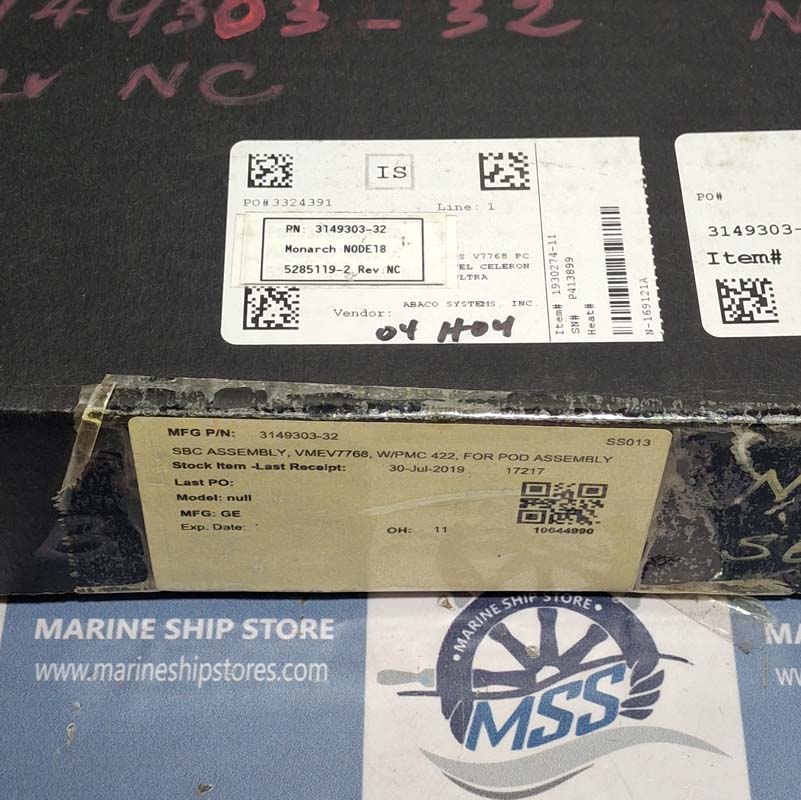 149303-32
NC
IS
PO#3324391
Line: 1
PN: 3149303-32
Monarch NODE18
5285119-2 Rev NC
S V7768 PC
EL CELERON
ULTRA
ABACO SYSTEMS, INC.
Vendor:
04 H04
Item# 1930274-11
SN# P413899
Heat#
N-169121A
PO#
3149303-
Item#
MFG P/N: 3149303-32
SS013
SBC ASSEMBLY, VMEV7768, W/PMC 422, FOR POD ASSEMBLY
Stock Item -Last Receipt: 30-Jul-2019 17217
Last PO:
Model: null
MFG: GE
Exp. Date:
OH: 11
10644990
MARINE SHIP STORE
www.marineshipstores.com
• MARINE SHIP STORE •
MSS
MA